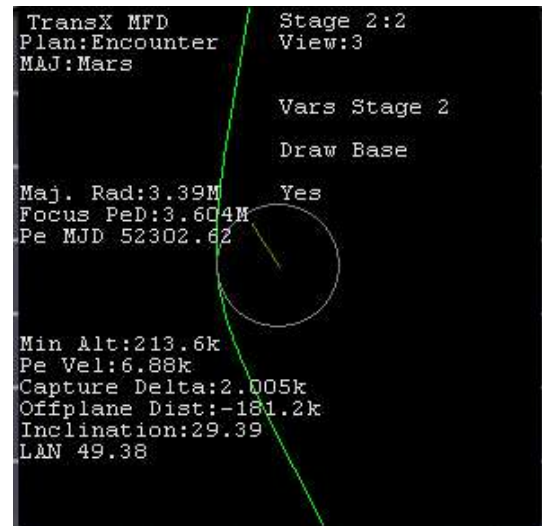 TransX MFD
Plan:Encounter
MAJ:Mars
Stage 2:2
View:3
Vars Stage 2
Draw Base
Yes
Maj. Rad:3.39M
Focus PeD:3.604M
Pe MJD 52302.62
Min Alt:213.6k
Pe Vel:6.88k
Capture Delta:2.005k
Offplane Dist:-181.2k
Inclination:29.39
LAN 49.38